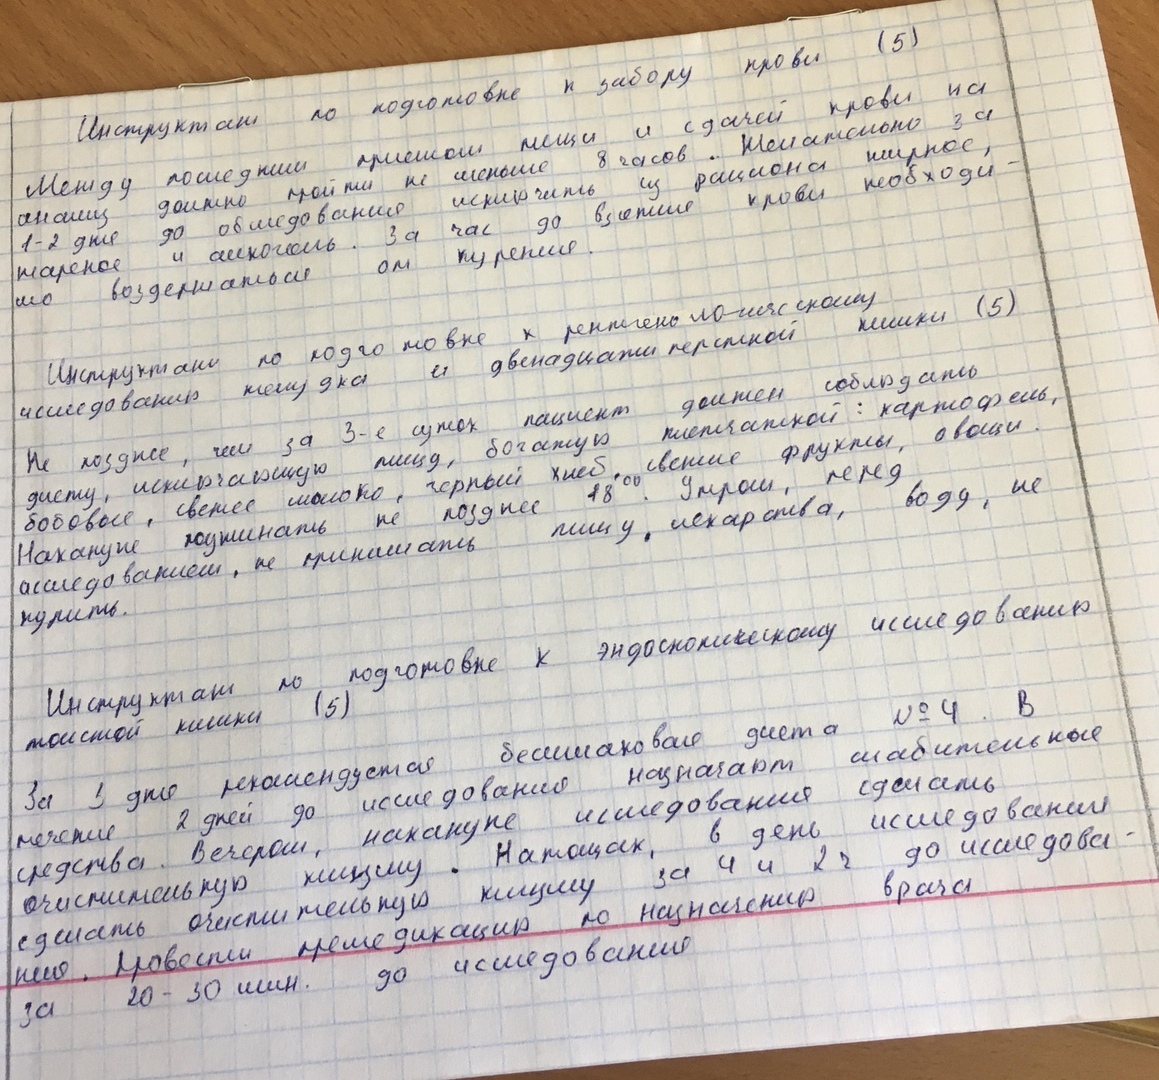 Инструктаж по подготовке к забору крови (5)
Между последним приемом пищи и сдачей крови на
анализ должно пройти не меньше 8 часов. Желательно за
1-2 дня до обследования исключить из рациона жирное,
жареное и алкоголь. За час до взятия крови необходи-
мо воздержаться от курения.
Инструктаж по подготовке к рентгенологическому
исследованию желудка и двенадцатиперстной кишки (5)
Не позднее, чем за 3-е суток пациент должен соблюдать
диету, исключающую пищу, богатую клетчаткой: картофель,
бобовые, свежее молоко, черный хлеб, свежие фрукты, овощи.
Накануне поужинать не позднее 18⁰⁰. Утром, перед
исследованием, не принимать пищу, лекарства, воду, не
курить.
Инструктаж по подготовке к эндоскопическому исследованию
толстой кишки (5)
За 3 дня рекомендуется бесшлаковая диета №4. В
течение 2 дней до исследования назначают слабительные
средства. Вечером, накануне исследования сделать
очистительную клизму. Натощак, в день исследования
сделать очистительную клизму за 4 и 2 ч до исследова-
ния. Провести премедикацию по назначению врача
за 20-30 мин. до исследования